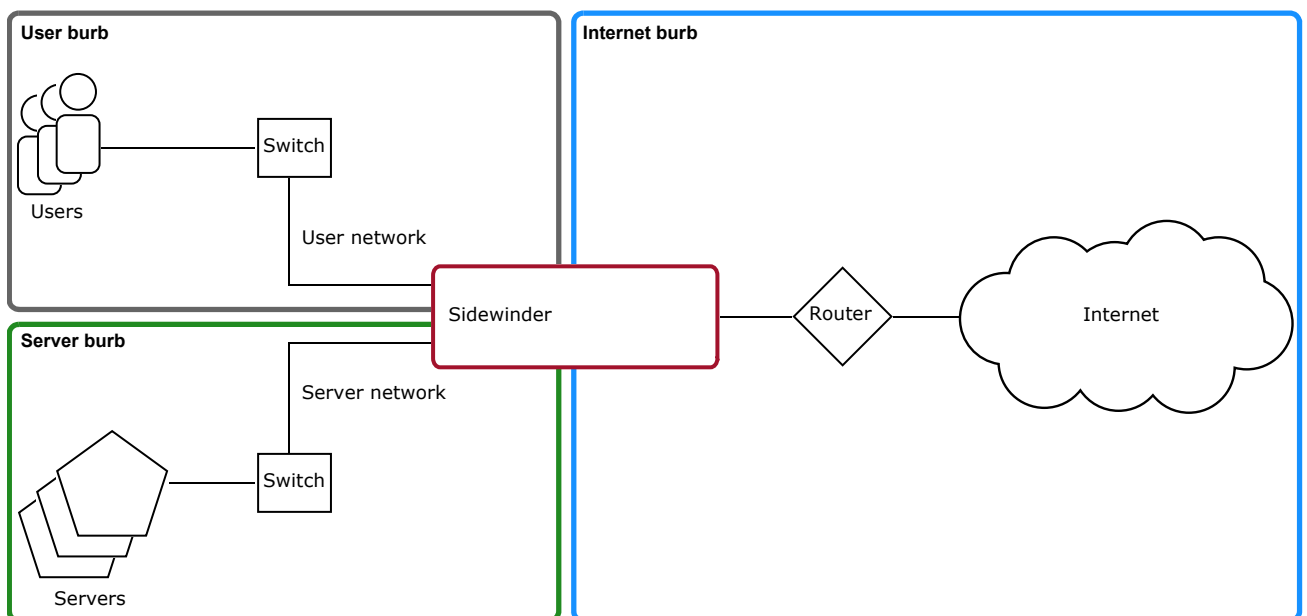 User burb
Internet burb
Switch
Users
User network
Sidewinder
Router
Internet
Server burb
Server network
Switch
Servers